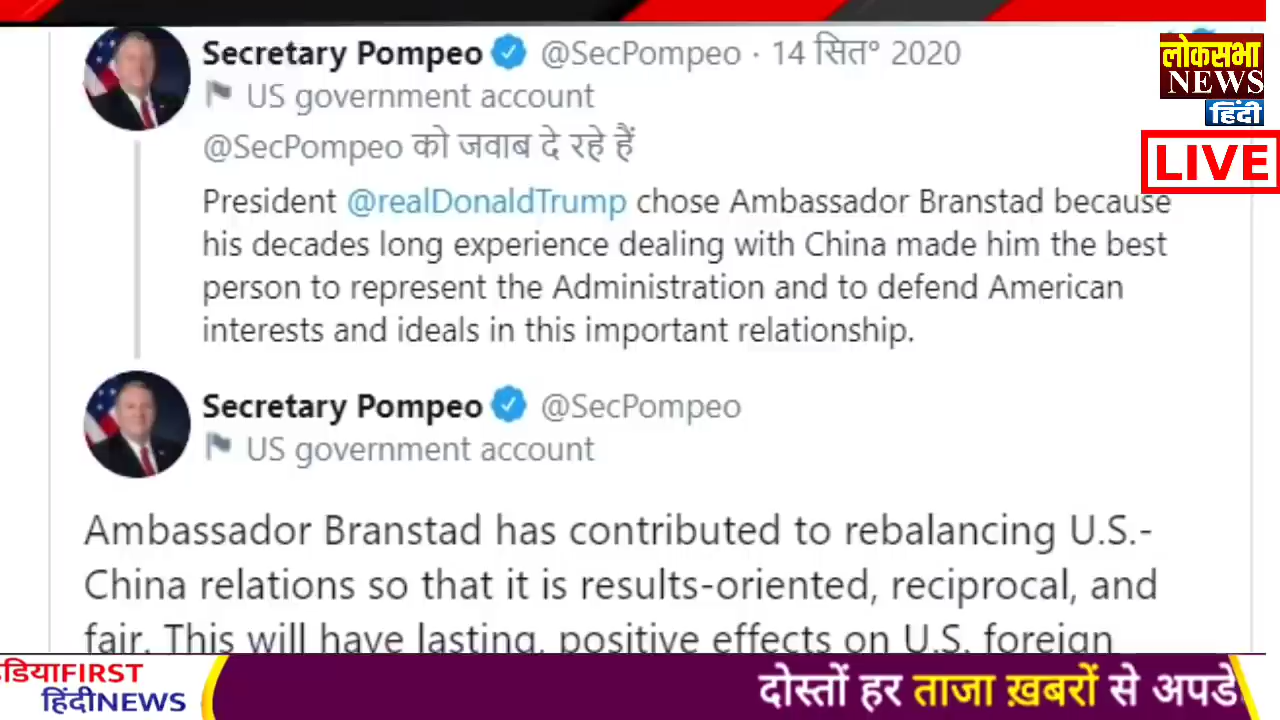 Secretary Pompeo @SecPompeo · 14 सित॰ 2020
US government account
@SecPompeo को जवाब दे रहे हैं
President @realDonaldTrump chose Ambassador Branstad because
his decades long experience dealing with China made him the best
person to represent the Administration and to defend American
interests and ideals in this important relationship.
लोकसभा
NEWS
हिंदी
LIVE
Secretary Pompeo @SecPompeo
US government account
Ambassador Branstad has contributed to rebalancing U.S.-
China relations so that it is results-oriented, reciprocal, and
fair. This will have lasting, positive effects on U.S. foreign
डियाFIRST
हिंदीNEWS
दोस्तों हर ताजा ख़बरों से अपडे